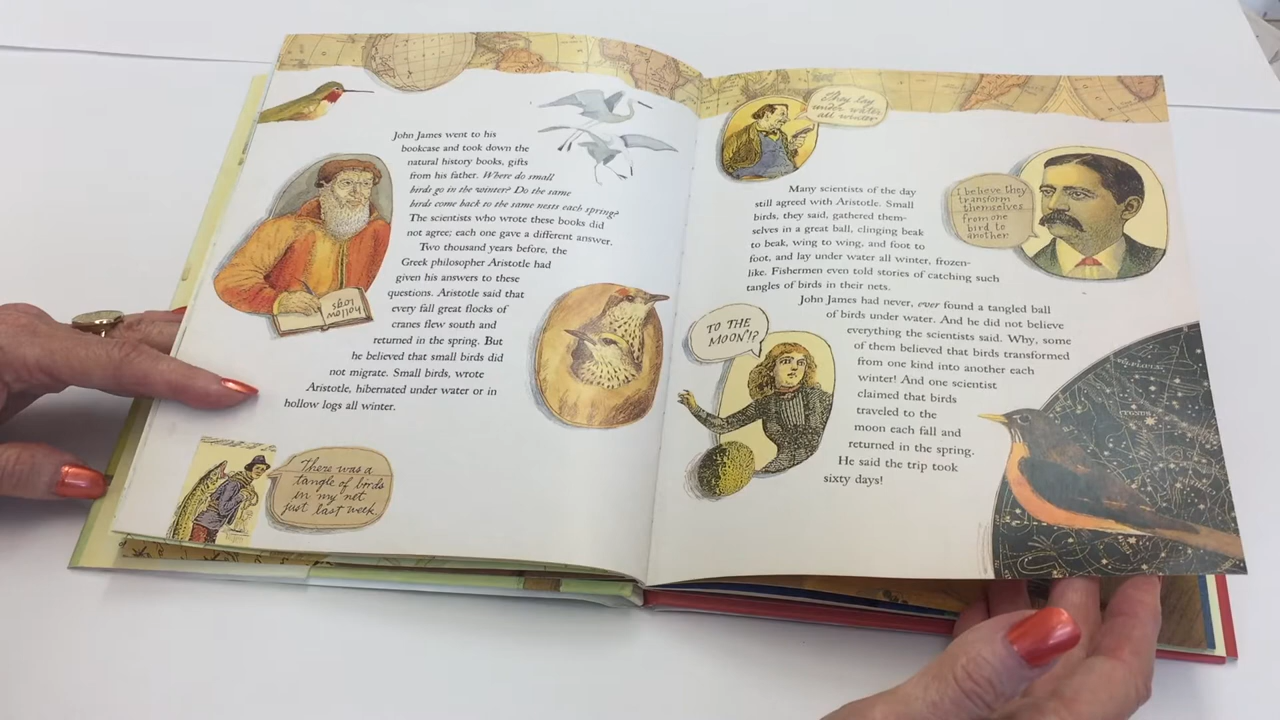 John James went to his
bookcase and took down the
natural history books, gifts
from his father. Where do small
birds go in the winter? Do the same
birds come back to the same nests each spring?
The scientists who wrote these books did
not agree; each one gave a different answer.
Two thousand years before, the
Greek philosopher Aristotle had
given his answers to these
questions. Aristotle said that
every fall great flocks of
cranes flew south and
returned in the spring. But
he believed that small birds did
not migrate. Small birds, wrote
Aristotle, hibernated under water or in
hollow logs all winter.
hollow
logs
There was a
tangle of birds
in my net
just last week
They lay
under water
all winter
Many scientists of the day
still agreed with Aristotle. Small
birds, they said, gathered them-
selves in a great ball, clinging beak
to beak, wing to wing, and foot to
foot, and lay under water all winter, frozen-
like. Fishermen even told stories of catching such
tangles of birds in their nets.
I believe they
transform
themselves
from one
bird to
another
John James had never, ever found a tangled ball
of birds under water. And he did not believe
everything the scientists said. Why, some
of them believed that birds transformed
from one kind into another each
winter! And one scientist
claimed that birds
traveled to the
moon each fall and
returned in the spring.
He said the trip took
sixty days!
TO THE
MOON!?